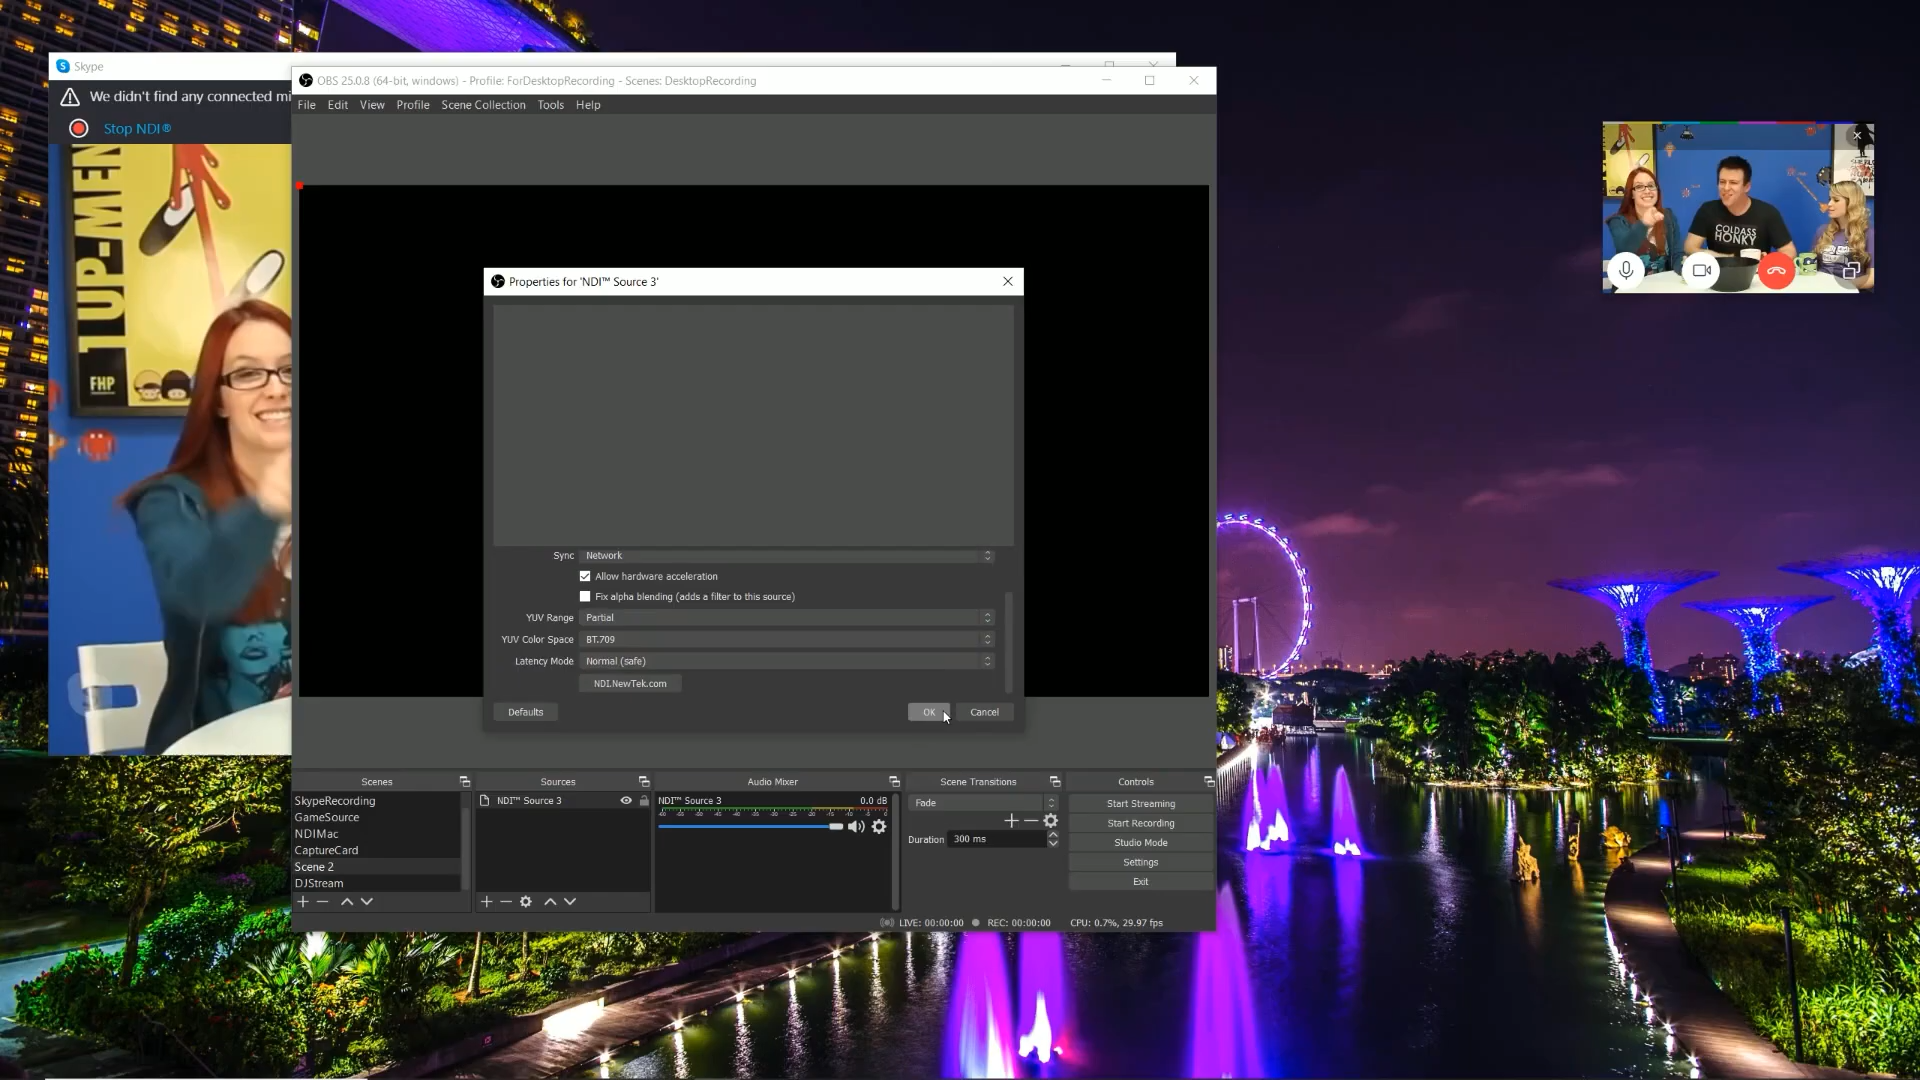 Skype
We didn't find any connected mi
Stop NDI®
1UP-MEN
FHP
OBS 25.0.8 (64-bit, windows) - Profile: ForDesktopRecording - Scenes: DesktopRecording
File Edit View Profile Scene Collection Tools Help
Properties for 'NDI™ Source 3'
Sync Network
Allow hardware acceleration
Fix alpha blending (adds a filter to this source)
YUV Range Partial
YUV Color Space BT.709
Latency Mode Normal (safe)
NDI.NewTek.com
Defaults OK Cancel
Scenes
SkypeRecording
GameSource
NDIMac
CaptureCard
Scene 2
DJStream
Sources
NDI™ Source 3
Audio Mixer
NDI™ Source 3 0.0 dB
Scene Transitions
Fade
Duration 300 ms
Controls
Start Streaming
Start Recording
Studio Mode
Settings
Exit
LIVE: 00:00:00 REC: 00:00:00 CPU: 0.7%, 29.97 fps
COLDASS
HONKY